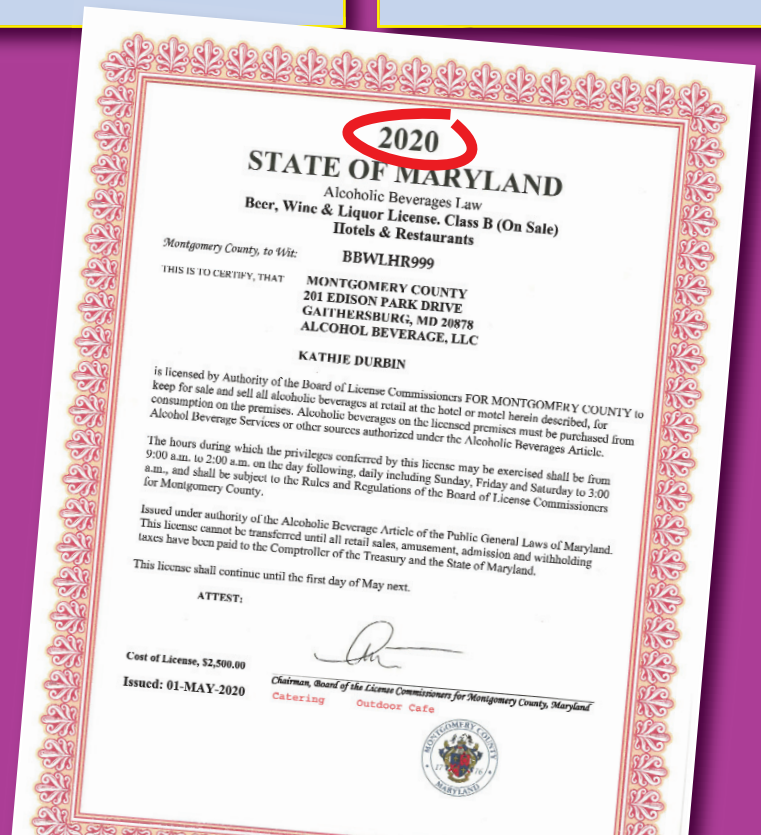 2020
STATE OF MARYLAND
Alcoholic Beverages Law
Beer, Wine & Liquor License. Class B (On Sale)
Hotels & Restaurants
Montgomery County, to Wit: BBWLHR999
THIS IS TO CERTIFY, THAT MONTGOMERY COUNTY
201 EDISON PARK DRIVE
GAITHERSBURG, MD 20878
ALCOHOL BEVERAGE, LLC
KATHIE DURBIN
is licensed by Authority of the Board of License Commissioners FOR MONTGOMERY COUNTY to
keep for sale and sell all alcoholic beverages at retail at the hotel or motel herein described, for
consumption on the premises. Alcoholic beverages on the licensed premises must be purchased from
Alcohol Beverage Services or other sources authorized under the Alcoholic Beverages Article.
The hours during which the privileges conferred by this license may be exercised shall be from
9:00 a.m. to 2:00 a.m. on the day following, daily including Sunday, Friday and Saturday to 3:00
a.m., and shall be subject to the Rules and Regulations of the Board of License Commissioners
for Montgomery County.
Issued under authority of the Alcoholic Beverage Article of the Public General Laws of Maryland.
This license cannot be transferred until all retail sales, amusement, admission and withholding
taxes have been paid to the Comptroller of the Treasury and the State of Maryland.
This license shall continue until the first day of May next.
ATTEST:
Cost of License, $2,500.00
Chairman, Board of the License Commissioners for Montgomery County, Maryland
Issued: 01-MAY-2020
Catering Outdoor Cafe
MONTGOMERY COUNTY
17 76
MARYLAND